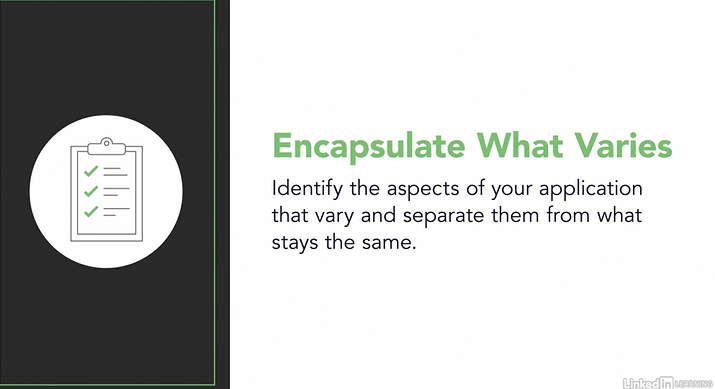 Encapsulate What Varies
Identify the aspects of your application
that vary and separate them from what
stays the same.
Linked in LEARNING